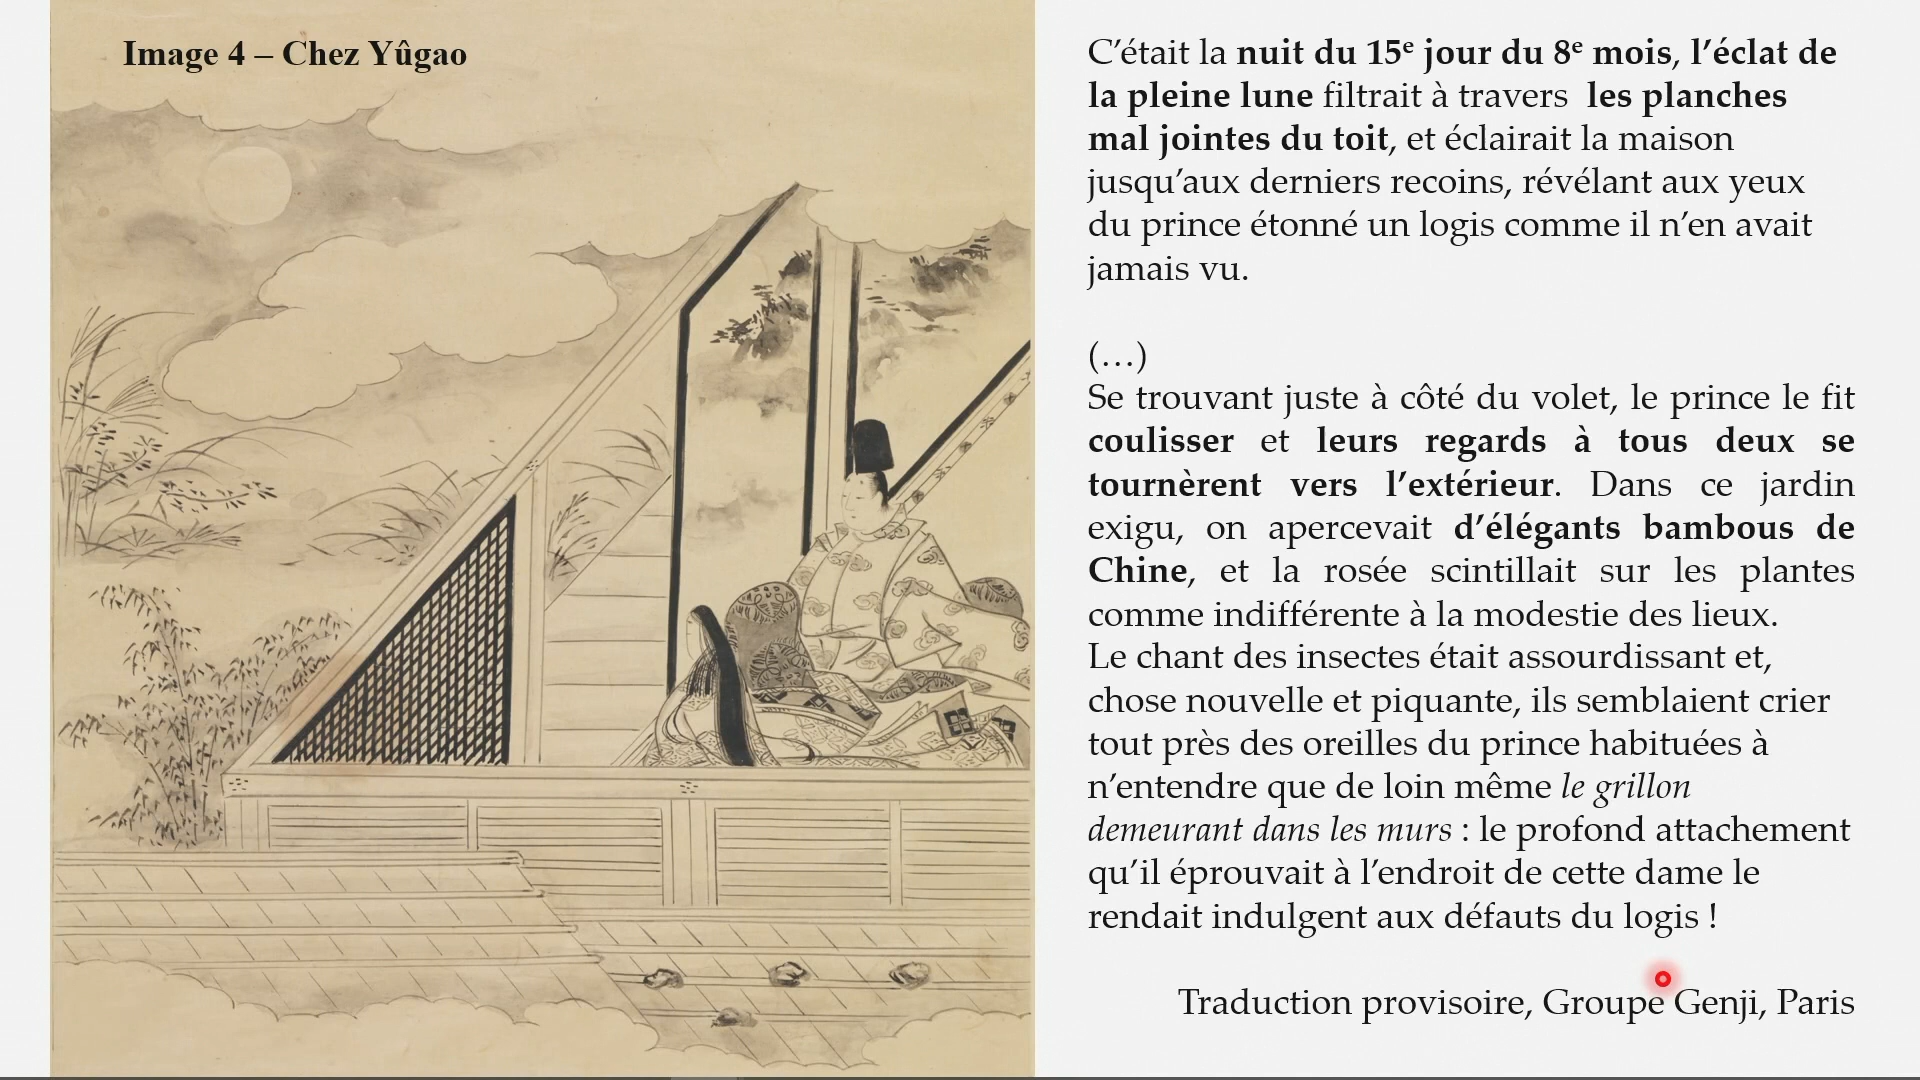 Image 4 – Chez Yûgao
C’était la nuit du 15e jour du 8e mois, l’éclat de
la pleine lune filtrait à travers les planches
mal jointes du toit, et éclairait la maison
jusqu’aux derniers recoins, révélant aux yeux
du prince étonné un logis comme il n’en avait
jamais vu.
(…)
Se trouvant juste à côté du volet, le prince le fit
coulisser et leurs regards à tous deux se
tournèrent vers l’extérieur. Dans ce jardin
exigu, on apercevait d’élégants bambous de
Chine, et la rosée scintillait sur les plantes
comme indifférente à la modestie des lieux.
Le chant des insectes était assourdissant et,
chose nouvelle et piquante, ils semblaient crier
tout près des oreilles du prince habituées à
n’entendre que de loin même le grillon
demeurant dans les murs : le profond attachement
qu’il éprouvait à l’endroit de cette dame le
rendait indulgent aux défauts du logis !
Traduction provisoire, Groupe Genji, Paris